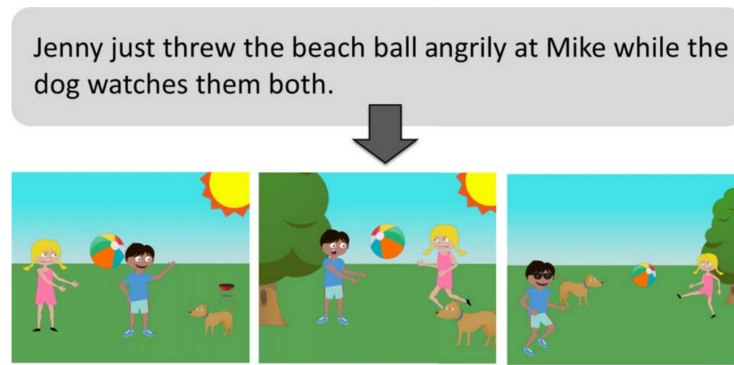 Jenny just threw the beach ball angrily at Mike while the
dog watches them both.